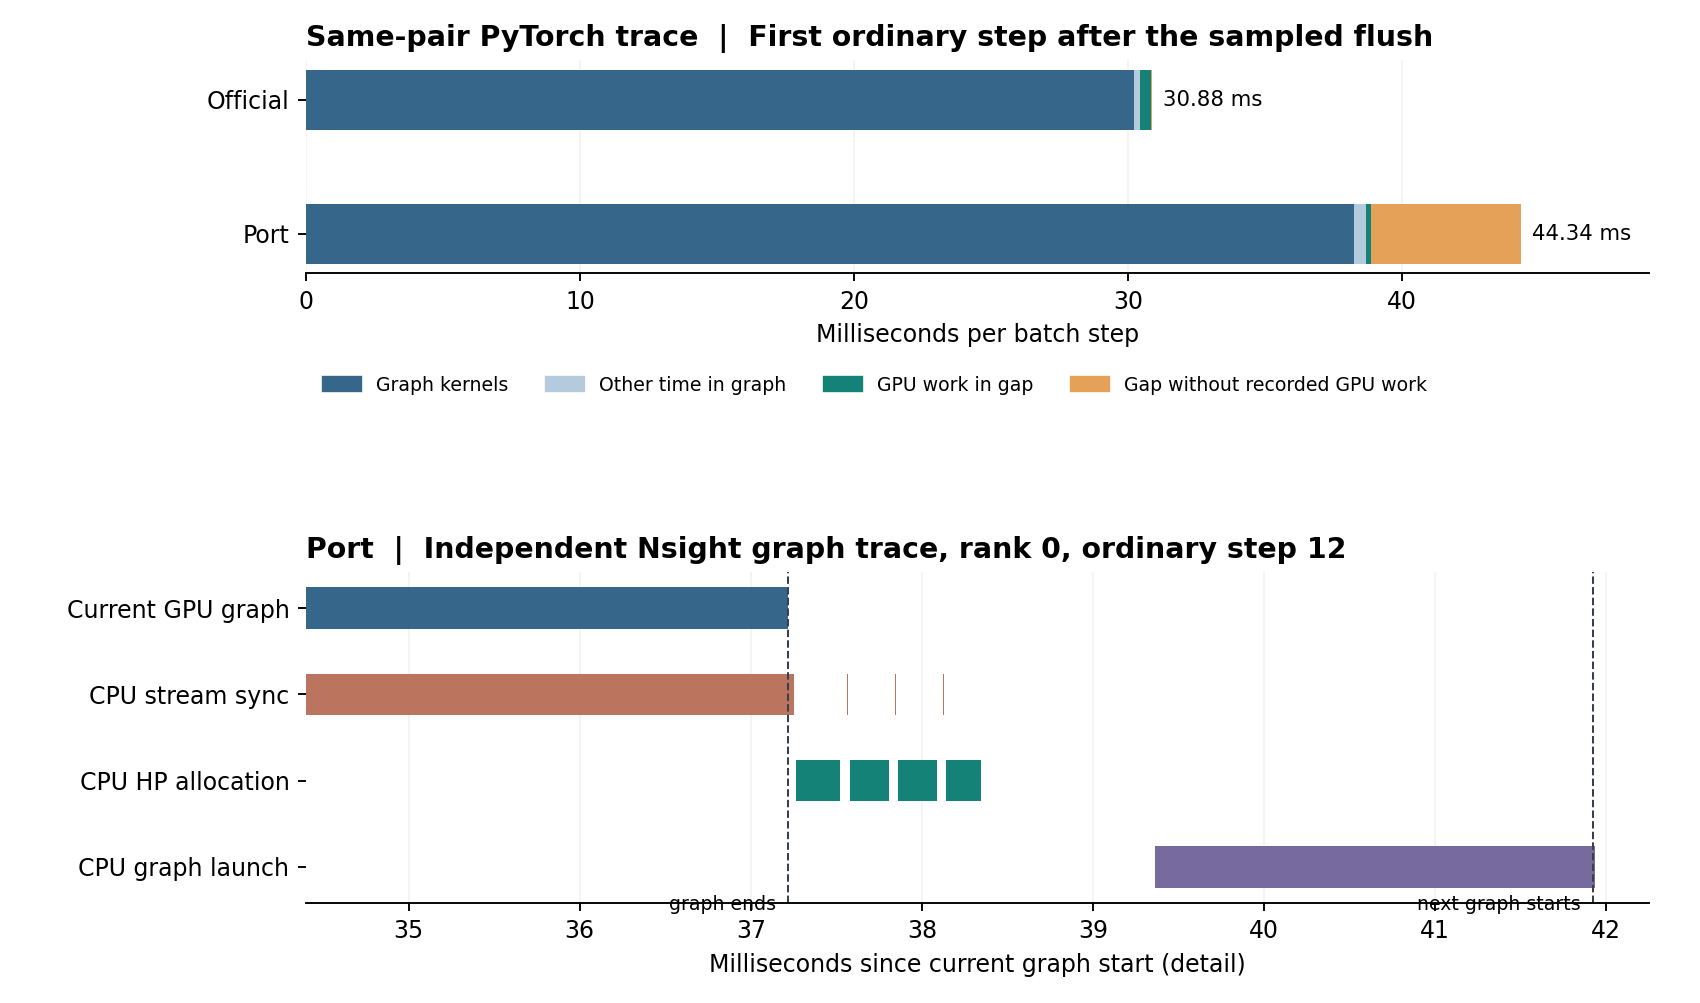 Same-pair PyTorch trace | First ordinary step after the sampled flush
Official
30.88 ms
Port
44.34 ms
0 10 20 30 40
Milliseconds per batch step
Graph kernels Other time in graph GPU work in gap Gap without recorded GPU work
Port | Independent Nsight graph trace, rank 0, ordinary step 12
Current GPU graph
CPU stream sync
CPU HP allocation
CPU graph launch
graph ends next graph starts
35 36 37 38 39 40 41 42
Milliseconds since current graph start (detail)